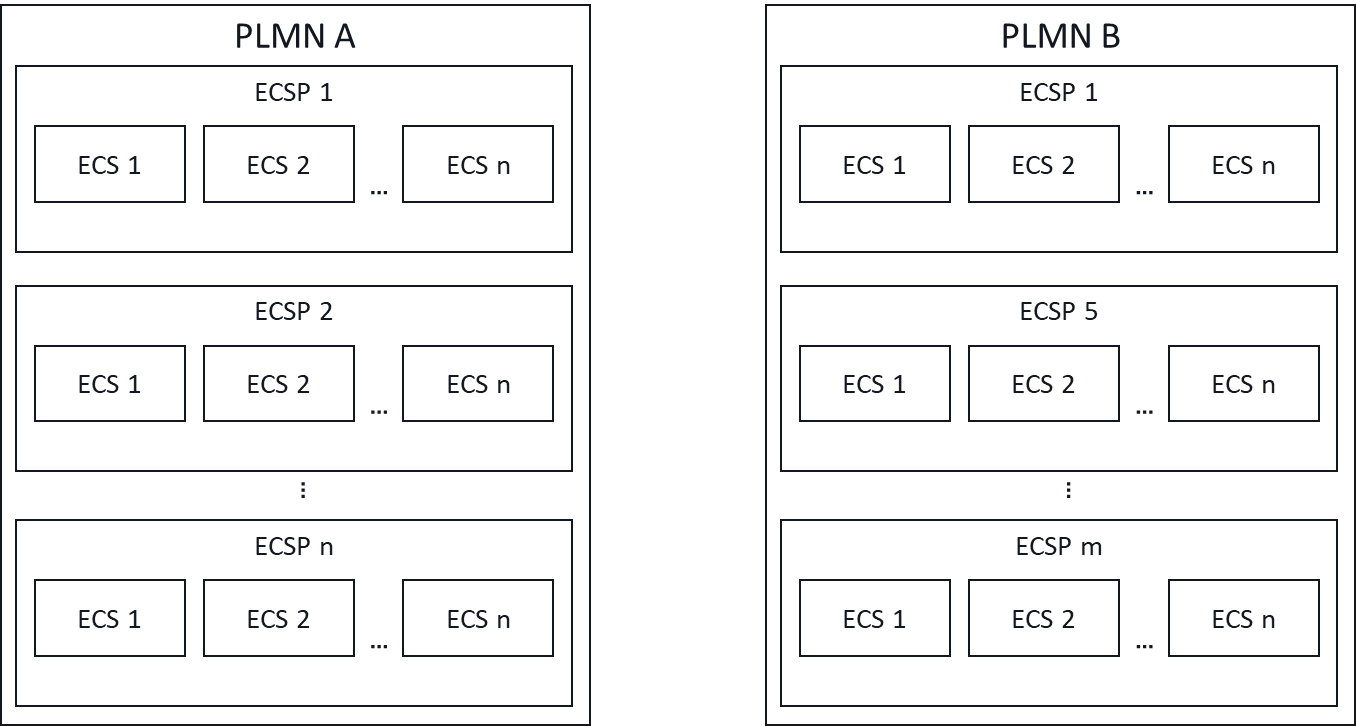 PLMN A
ECSP 1
ECS 1 ECS 2 ... ECS n
ECSP 2
ECS 1 ECS 2 ... ECS n
...
ECSP n
ECS 1 ECS 2 ... ECS n
PLMN B
ECSP 1
ECS 1 ECS 2 ... ECS n
ECSP 5
ECS 1 ECS 2 ... ECS n
...
ECSP m
ECS 1 ECS 2 ... ECS n